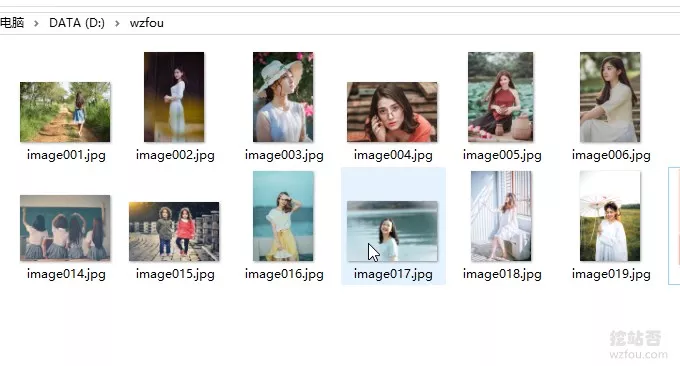 电脑 > DATA (D:) > wzfou
image001.jpg image002.jpg image003.jpg image004.jpg image005.jpg image006.jpg
image014.jpg image015.jpg image016.jpg image017.jpg image018.jpg image019.jpg
挖站否
wzfou.com